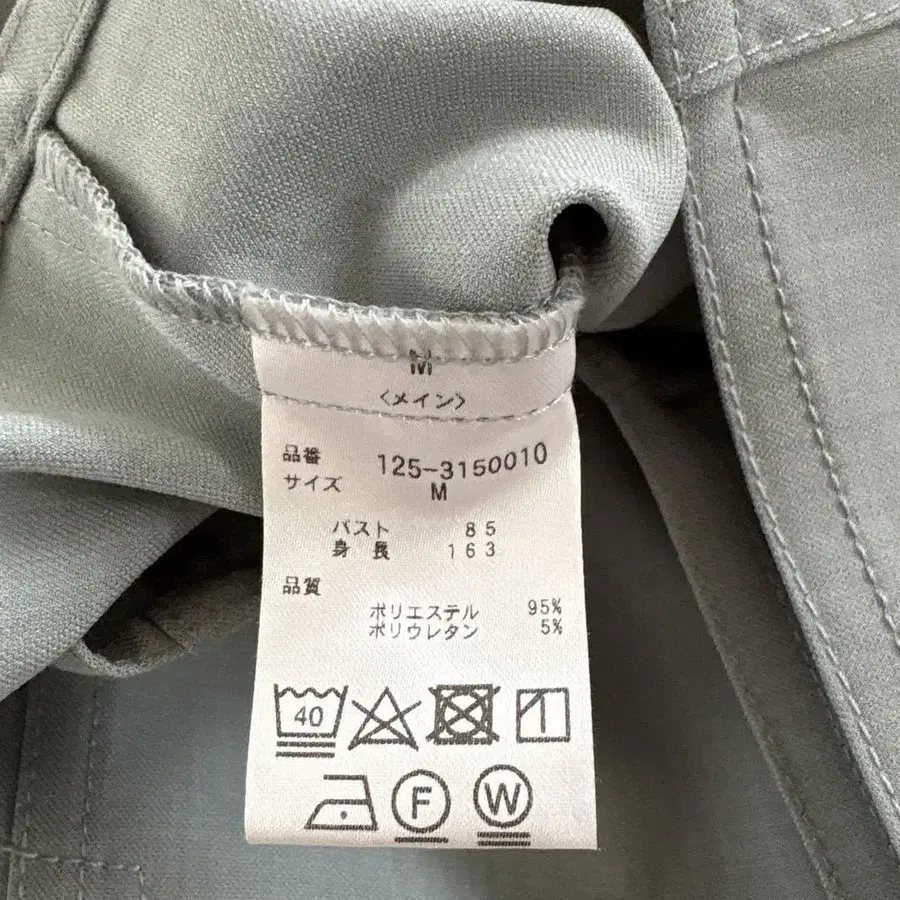 M
〈メイン〉
品番 125-3150010
サイズ M
バスト 85
身長 163
品質
ポリエステル 95%
ポリウレタン 5%
40
F W